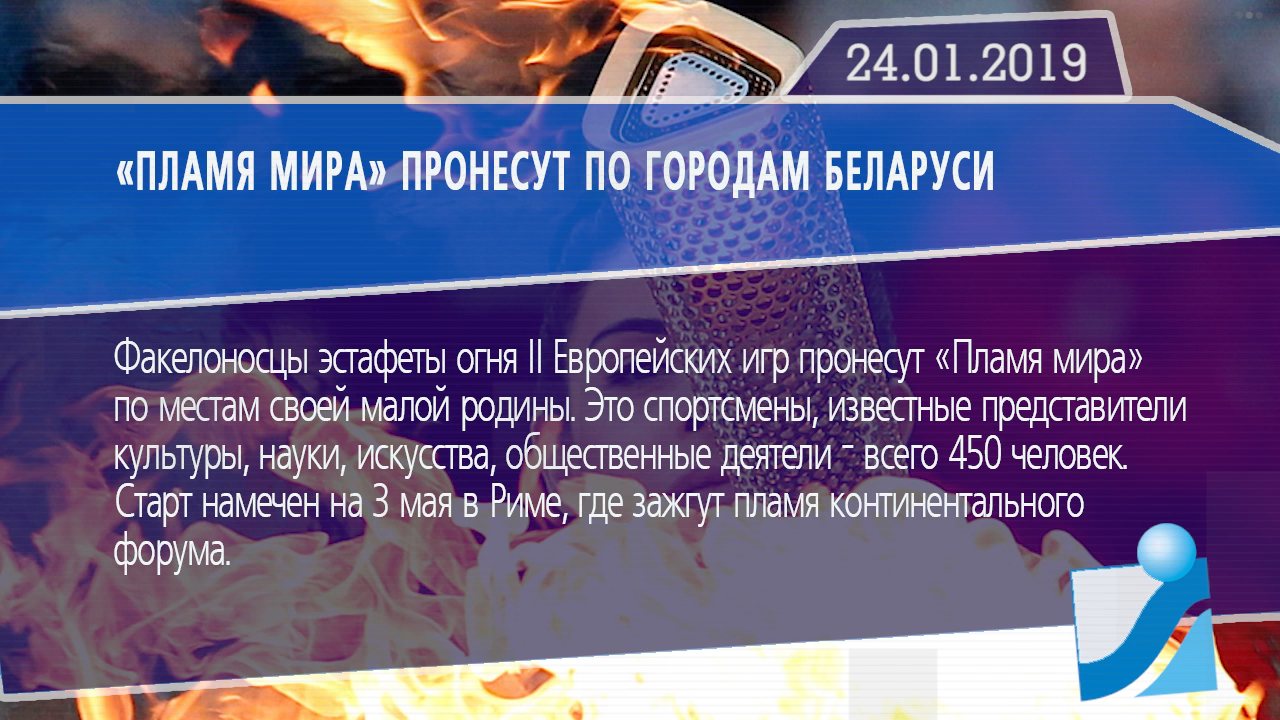 24.01.2019
«ПЛАМЯ МИРА» ПРОНЕСУТ ПО ГОРОДАМ БЕЛАРУСИ
Факелоносцы эстафеты огня II Европейских игр пронесут «Пламя мира»
по местам своей малой родины. Это спортсмены, известные представители
культуры, науки, искусства, общественные деятели – всего 450 человек.
Старт намечен на 3 мая в Риме, где зажгут пламя континентального
форума.